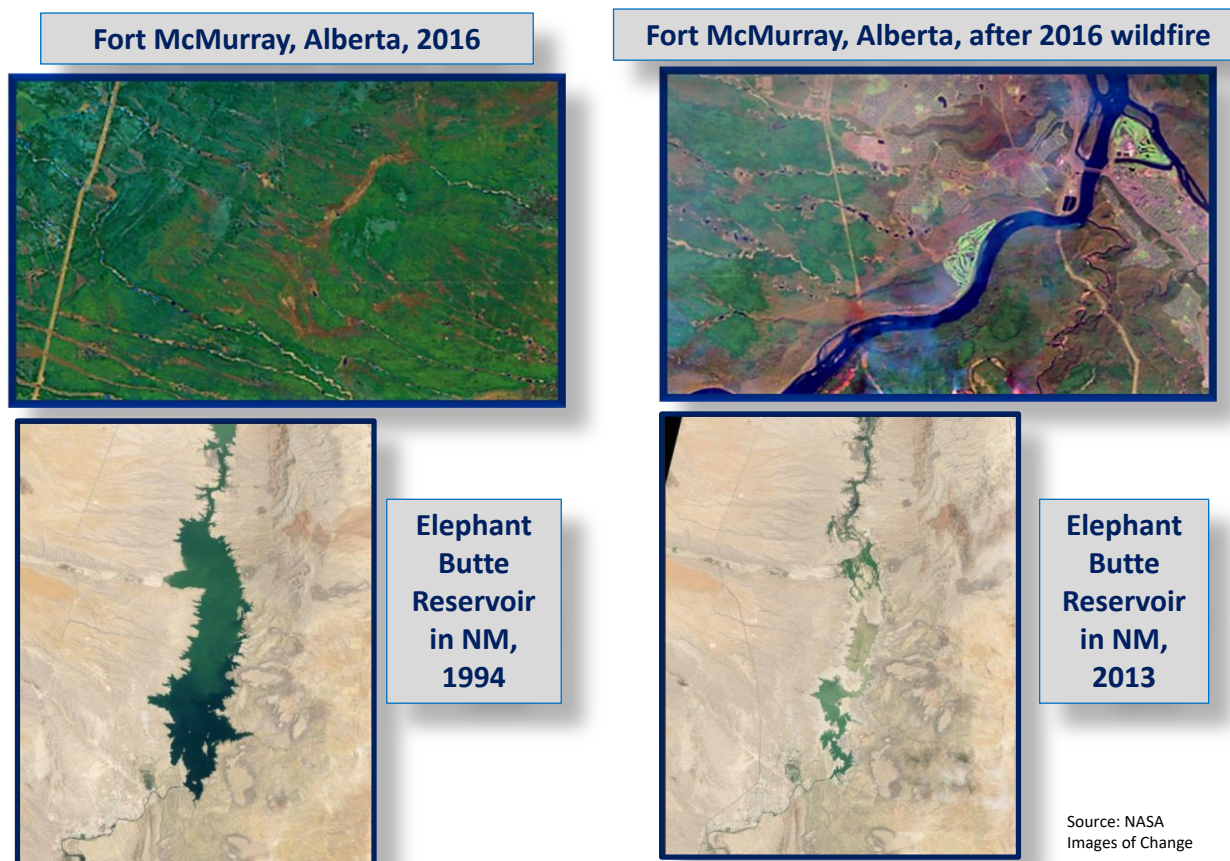 Fort McMurray, Alberta, 2016
Fort McMurray, Alberta, after 2016 wildfire
Elephant
Butte
Reservoir
in NM,
1994
Elephant
Butte
Reservoir
in NM,
2013
Source: NASA
Images of Change